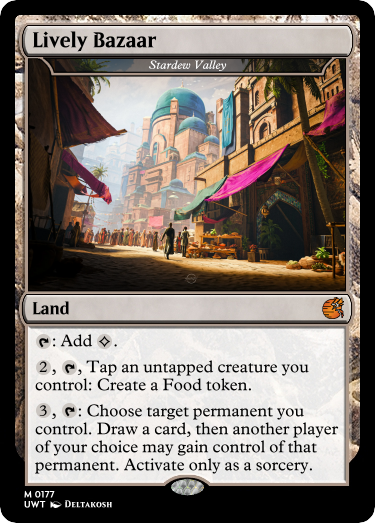 Lively Bazaar
Stardew Valley
Land
: Add .
2, , Tap an untapped creature you
control: Create a Food token.
3, : Choose target permanent you
control. Draw a card, then another player
of your choice may gain control of that
permanent. Activate only as a sorcery.
M 0177
UWT Deltakosh